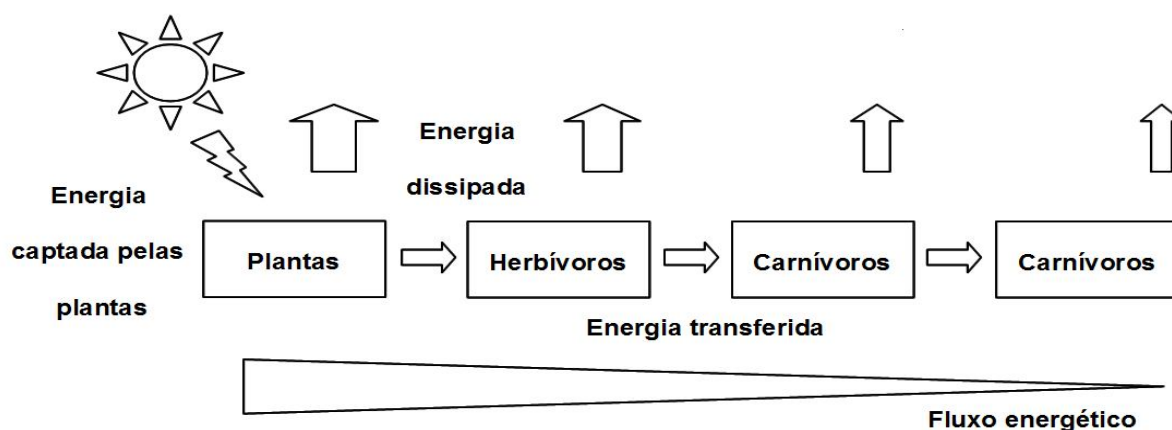 Energia
dissipada
Energia
captada pelas
plantas
Plantas
Herbívoros
Carnívoros
Carnívoros
Energia transferida
Fluxo energético